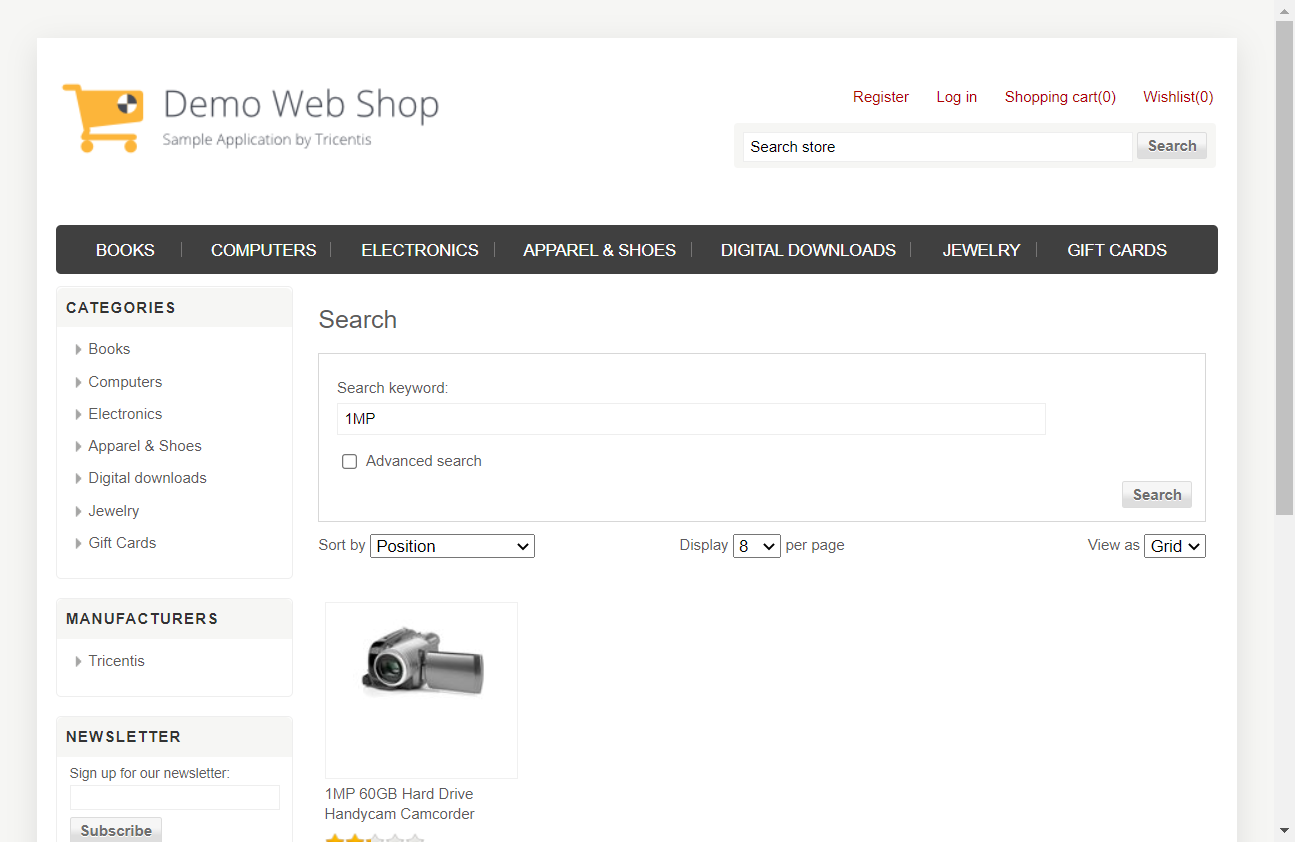 Demo Web Shop
Sample Application by Tricentis
Register Log in Shopping cart(0) Wishlist(0)
Search store Search
BOOKS COMPUTERS ELECTRONICS APPAREL & SHOES DIGITAL DOWNLOADS JEWELRY GIFT CARDS
CATEGORIES
Books
Computers
Electronics
Apparel & Shoes
Digital downloads
Jewelry
Gift Cards
MANUFACTURERS
Tricentis
NEWSLETTER
Sign up for our newsletter:
Subscribe
Search
Search keyword:
1MP
Advanced search
Search
Sort by Position Display 8 per page View as Grid
1MP 60GB Hard Drive
Handycam Camcorder